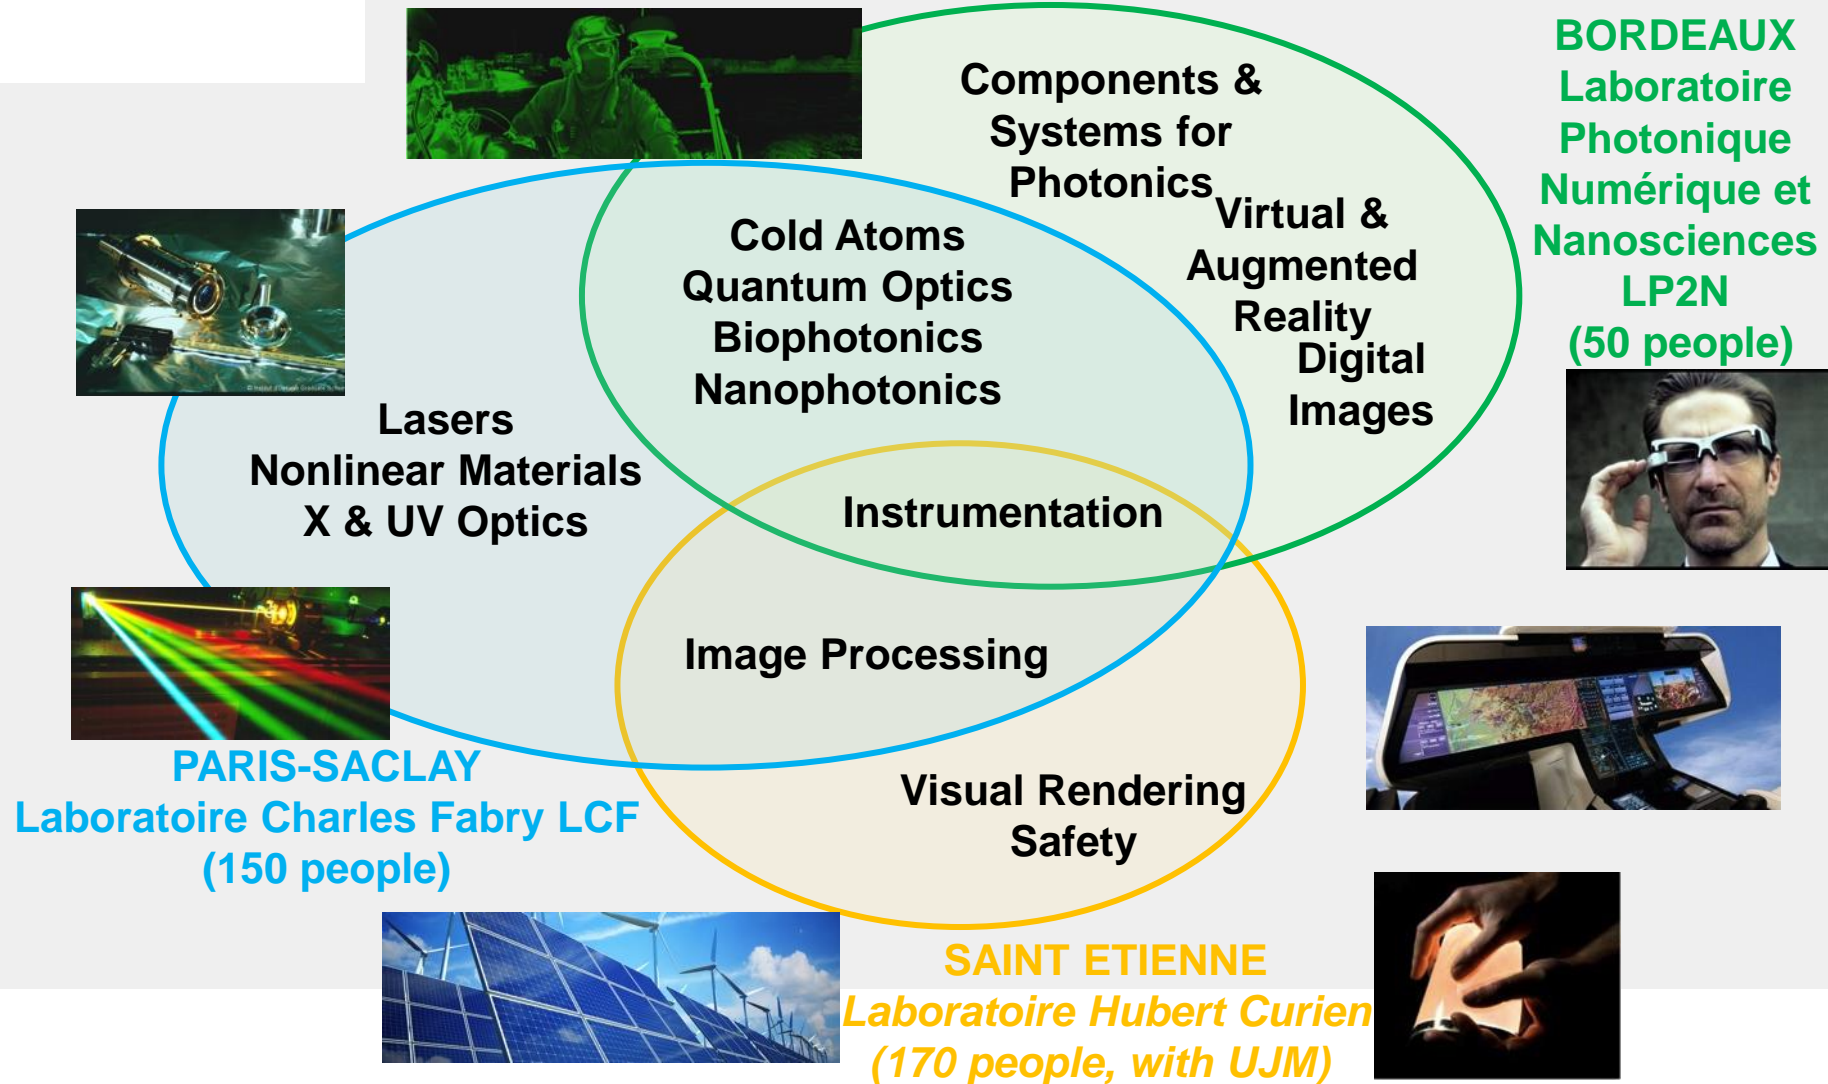 BORDEAUX
Laboratoire
Photonique
Numérique et
Nanosciences
LP2N
(50 people)
Components &
Systems for
Photonics
Virtual &
Augmented
Reality
Digital
Images
Cold Atoms
Quantum Optics
Biophotonics
Nanophotonics
Lasers
Nonlinear Materials
X & UV Optics
Instrumentation
Image Processing
Visual Rendering
Safety
PARIS-SACLAY
Laboratoire Charles Fabry LCF
(150 people)
SAINT ETIENNE
Laboratoire Hubert Curien
(170 people, with UJM)